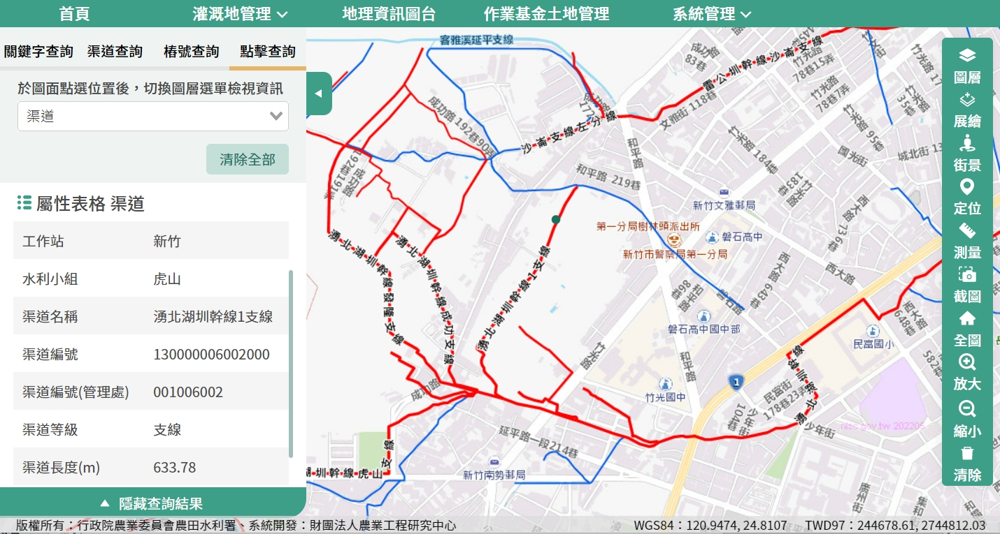 首頁
灌溉地管理
地理資訊圖台
作業基金土地管理
系統管理
關鍵字查詢
渠道查詢
樁號查詢
點擊查詢
於圖面點選位置後，切換圖層選單檢視資訊
渠道
清除全部
屬性表格 渠道
工作站 新竹
水利小組 虎山
渠道名稱 湧北湖圳幹線1支線
渠道編號 130000006002000
渠道編號(管理處) 001006002
渠道等級 支線
渠道長度(m) 633.78
隱藏查詢結果
客雅溪延平支線
成功路
83巷
雷公圳幹線沙崙支線
竹光路
78巷15弄
竹光路
78巷7弄
文雅街 118巷
沙崙支線左分線
成功路 192巷90弄
成功路
192巷191弄
和平路
和平路 219巷
竹光路 184巷
竹光路
183巷
竹光路 95巷
竹光路
35巷
國光街
城北街 13
新竹文雅郵局
第一分局樹林頭派出所
新竹市警察局第一分局
磐石高中
西大路 736巷
西大路 643巷
西大路
和平路
磐石路
磐石高中國中部
湧北湖圳幹線發隆支線
湧北湖圳幹線成功支線
湧北湖圳幹線1支線
竹光路
和平路
竹光國中
1
民富國小
西大路
648巷
民富街
178巷23弄
少年街
104巷
少年街
nlsc.gov.tw 202205
成功路
延平路一段214巷
新竹南勢郵局
湖圳幹線虎山支線
廣州街
圖層
展繪
街景
定位
測量
截圖
全圖
放大
縮小
清除
版權所有：行政院農業委員會農田水利署、系統開發：財團法人農業工程研究中心
WGS84：120.9474, 24.8107
TWD97：244678.61, 2744812.03